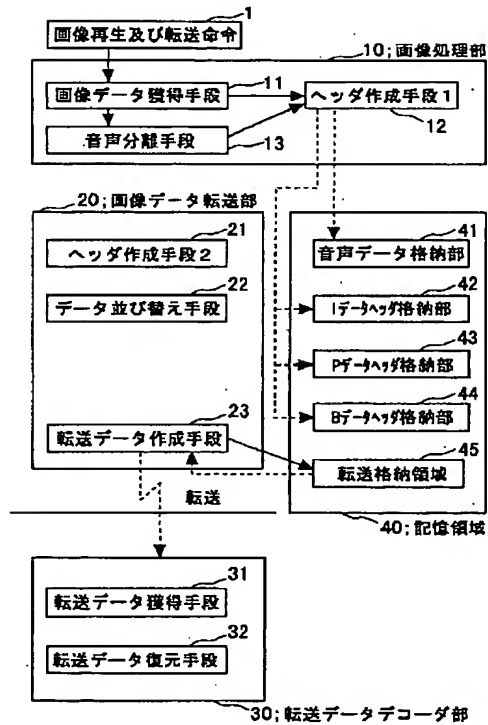 1
画像再生及び転送命令
10;画像処理部
11
画像データ獲得手段
ヘッダ作成手段1
12
音声分離手段
13
20;画像データ転送部
21
ヘッダ作成手段2
22
データ並び替え手段
23
転送データ作成手段
41
音声データ格納部
42
Iデータヘッダ格納部
43
Pデータヘッダ格納部
44
Bデータヘッダ格納部
45
転送格納領域
40;記憶領域
転送
31
転送データ獲得手段
32
転送データ復元手段
30;転送データデコーダ部